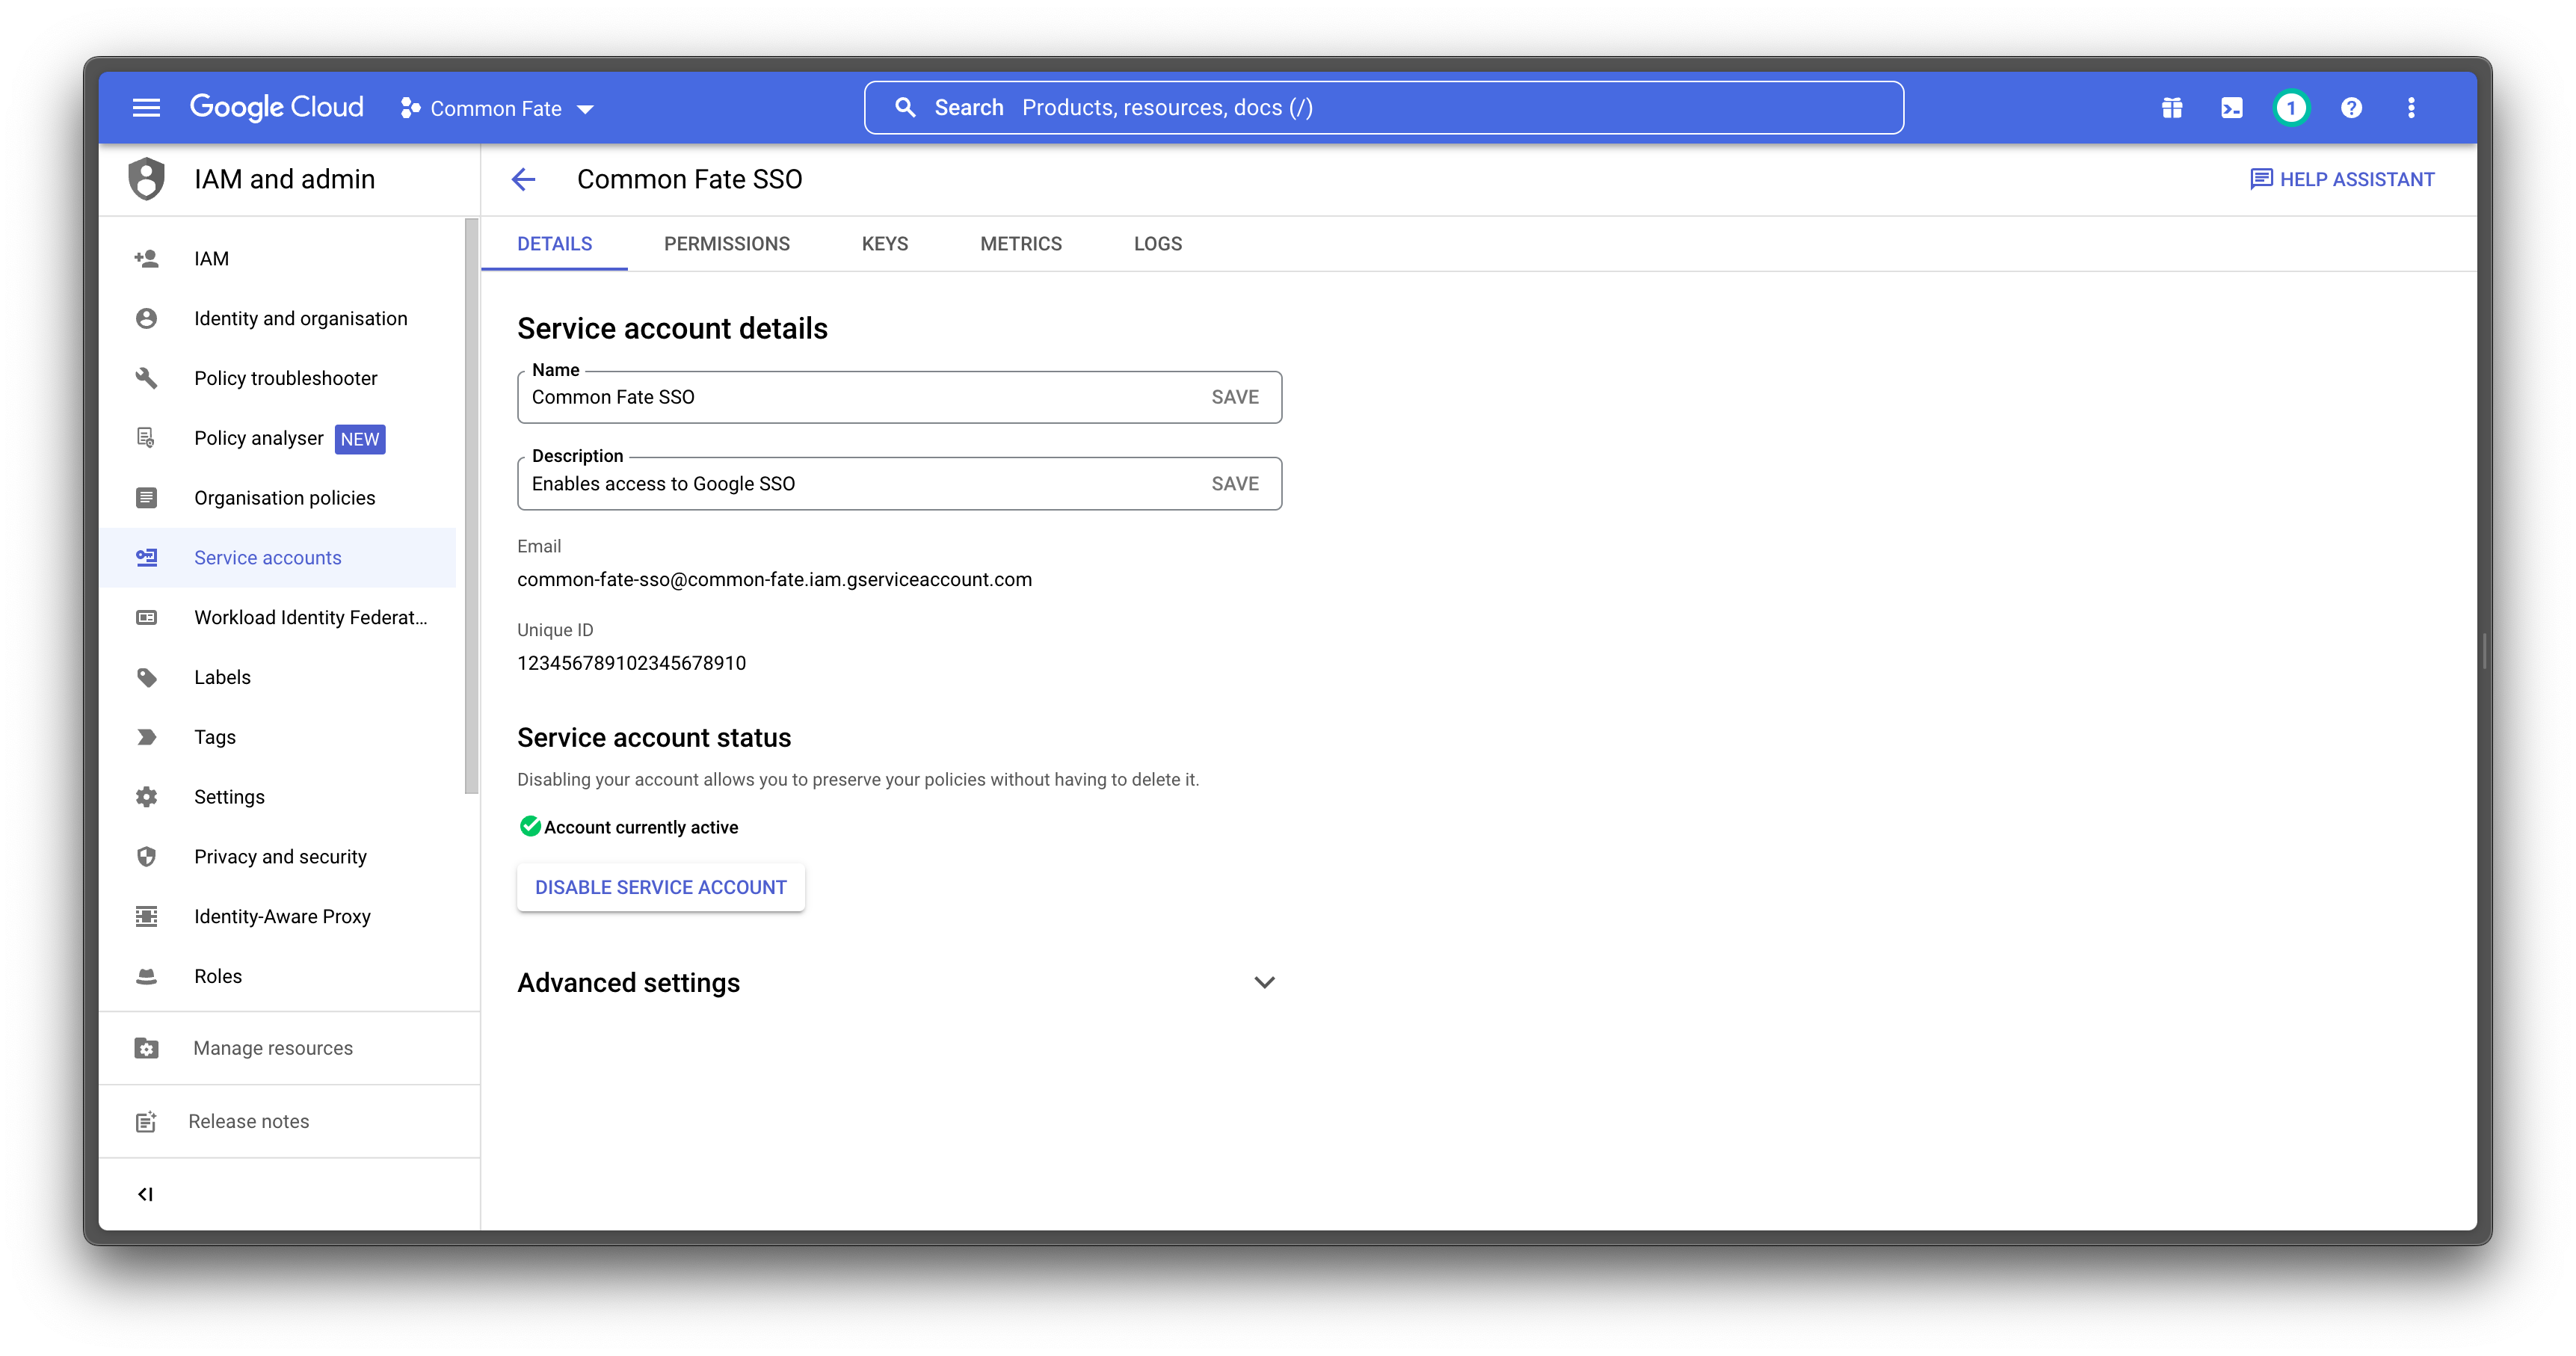 Google Cloud
Common Fate
Search Products, resources, docs (/)
1
?
IAM and admin
Common Fate SSO
HELP ASSISTANT
DETAILS PERMISSIONS KEYS METRICS LOGS
IAM
Identity and organisation
Policy troubleshooter
Policy analyser NEW
Organisation policies
Service accounts
Workload Identity Federat...
Labels
Tags
Settings
Privacy and security
Identity-Aware Proxy
Roles
Manage resources
Release notes
Service account details
Name
Common Fate SSO SAVE
Description
Enables access to Google SSO SAVE
Email
common-fate-sso@common-fate.iam.gserviceaccount.com
Unique ID
123456789102345678910
Service account status
Disabling your account allows you to preserve your policies without having to delete it.
Account currently active
DISABLE SERVICE ACCOUNT
Advanced settings